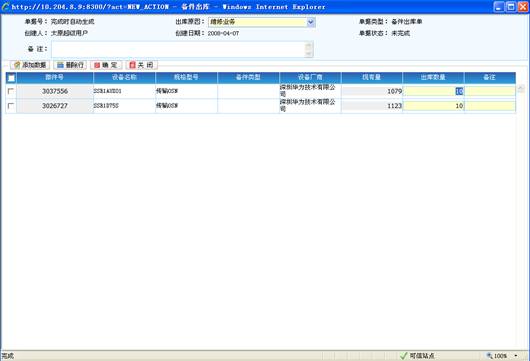 http://10.204.8.9:8300/?act=NEW_ACTION - 备件出库 - Windows Internet Explorer
单据号： 完成时自动生成 出库原因： 维修业务 单据类型： 备件出库单
创建人： 太原超级用户 创建日期： 2008-04-07 单据状态： 未完成
备 注：
添加数据 删除行 确 定 关 闭
部件号 设备名称 规格型号 备件类型 设备厂商 现有量 出库数量 备注
3037556 传输OSN 深圳华为技术有限公司 1079 10
3026727 传输OSN 深圳华为技术有限公司 1123 10
完成 可信站点 100%